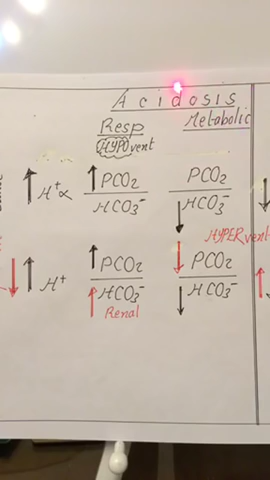 Acidosis
Resp Metabolic
HYPOvent
↑ H⁺ ∝ ↑ PCO2 / HCO3⁻ PCO2 / ↓ HCO3⁻
HYPERvent
↑ H⁺ ↑ PCO2 / ↑ HCO3⁻ ↓ PCO2 / ↓ HCO3⁻
Renal